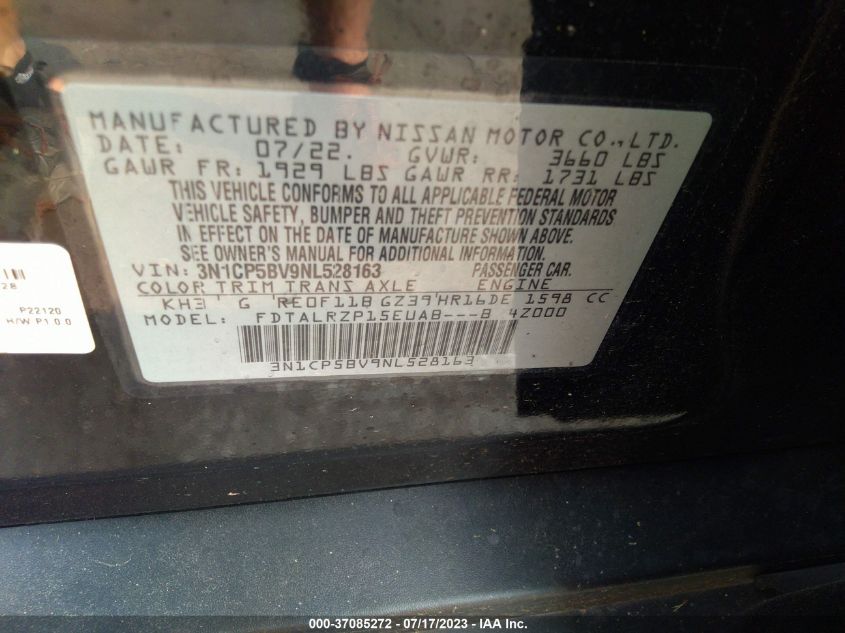 MANUFACTURED BY NISSAN MOTOR CO.,LTD.
DATE: 07/22. GVWR: 3660 LBS
GAWR FR: 1929 LBS GAWR RR: 1731 LBS
THIS VEHICLE CONFORMS TO ALL APPLICABLE FEDERAL MOTOR
VEHICLE SAFETY, BUMPER AND THEFT PREVENTION STANDARDS
IN EFFECT ON THE DATE OF MANUFACTURE SHOWN ABOVE.
SEE OWNER'S MANUAL FOR ADDITIONAL INFORMATION.
VIN: 3N1CP5BV9NL528163 PASSENGER CAR.
COLOR TRIM TRANS AXLE ENGINE
KH3 G RE0F11B GZ39 HR16DE 1598 CC
MODEL: FDTALRZP15EUAB---B 4Z000
3N1CP5BV9NL528163
28
P22120
H/W P1 0.0
000-37085272 - 07/17/2023 - IAA Inc.